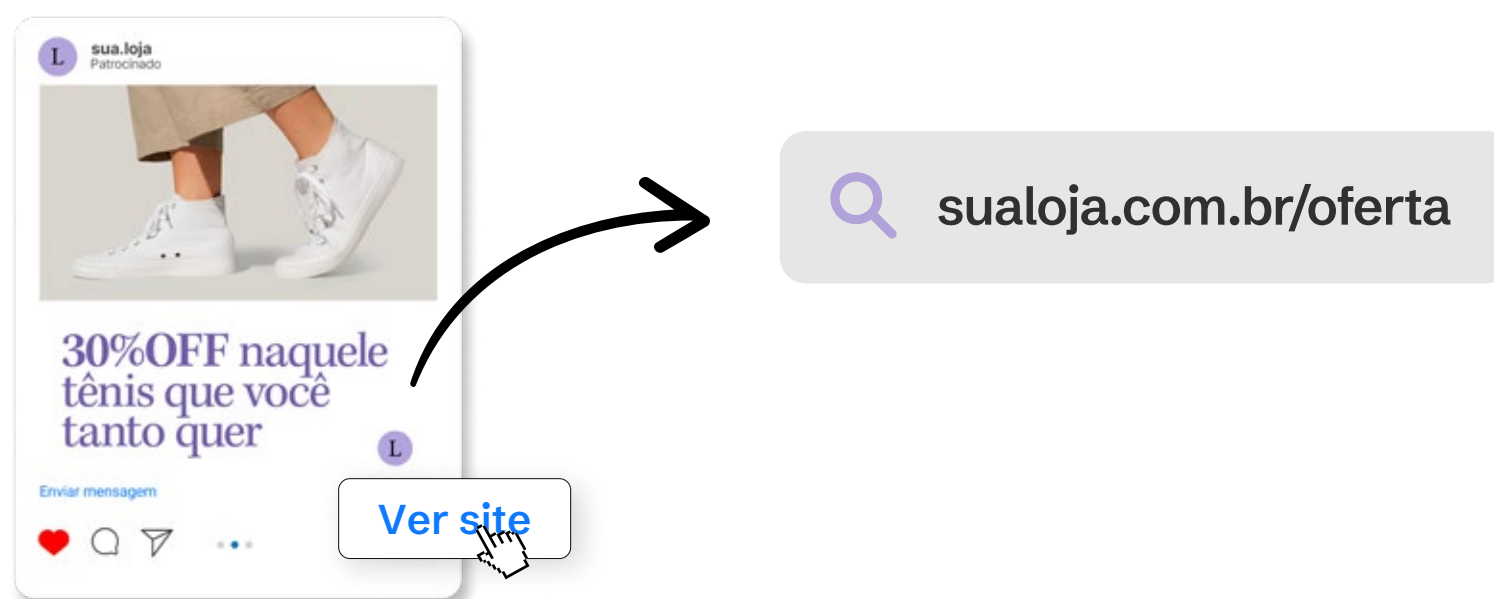 L
sua.loja
Patrocinado
30%OFF naquele
tênis que você
tanto quer
L
Enviar mensagem
Ver site
sualoja.com.br/oferta